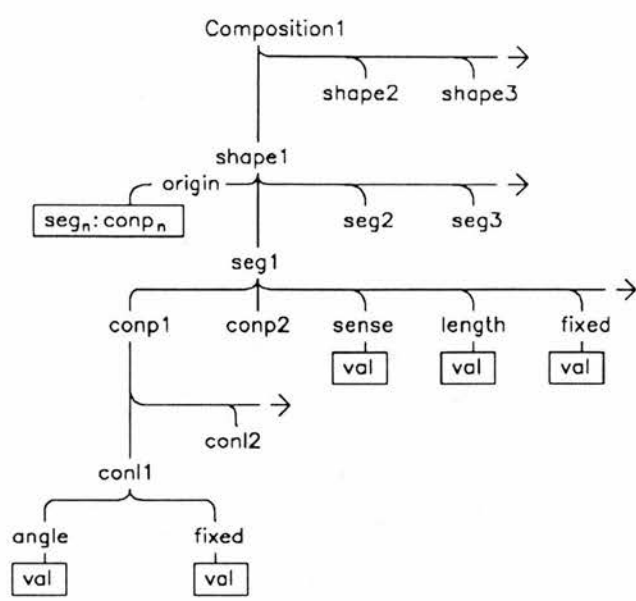 Composition1
shape2 shape3
shape1
origin
segₙ:conpₙ seg2 seg3
seg1
conp1 conp2 sense length fixed
val val val
conl2
conl1
angle fixed
val val